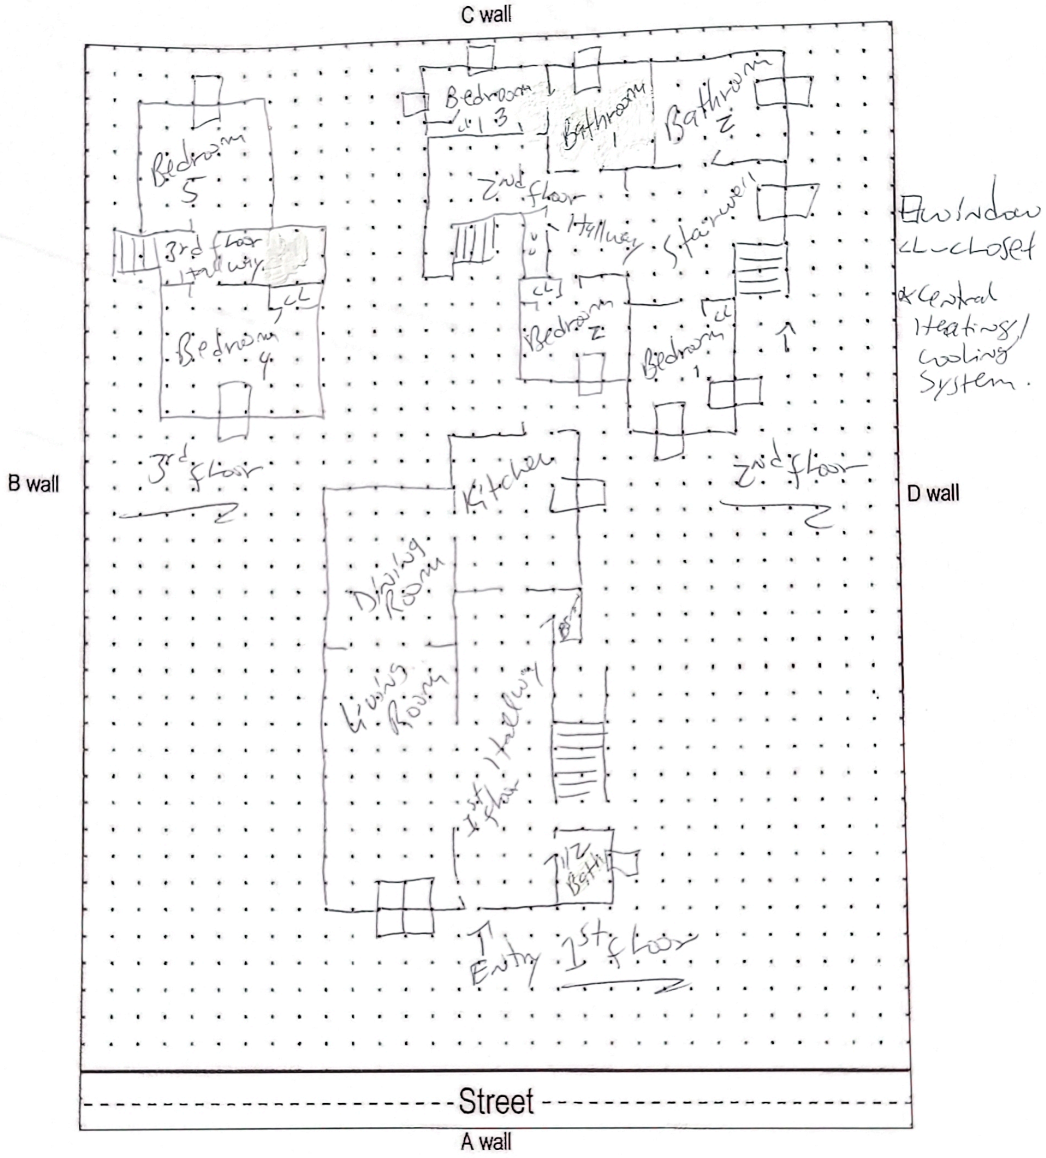 C wall
Bedroom
3
Bathroom
1
Bathroom
2
Bedroom
5
2nd floor
Hallway
Stairwell
3rd floor
Hallway
CL
Bedroom
4
CL
Bedroom
2
CL
Bedroom
1
window
CL-closet
* Central
Heating/
Cooling
System.
3rd
floor
2nd floor
B wall
D wall
Kitchen
Dining
Room
Living
Room
1st floor Hallway
1/2
Bath
Entry
1st floor
Street
A wall